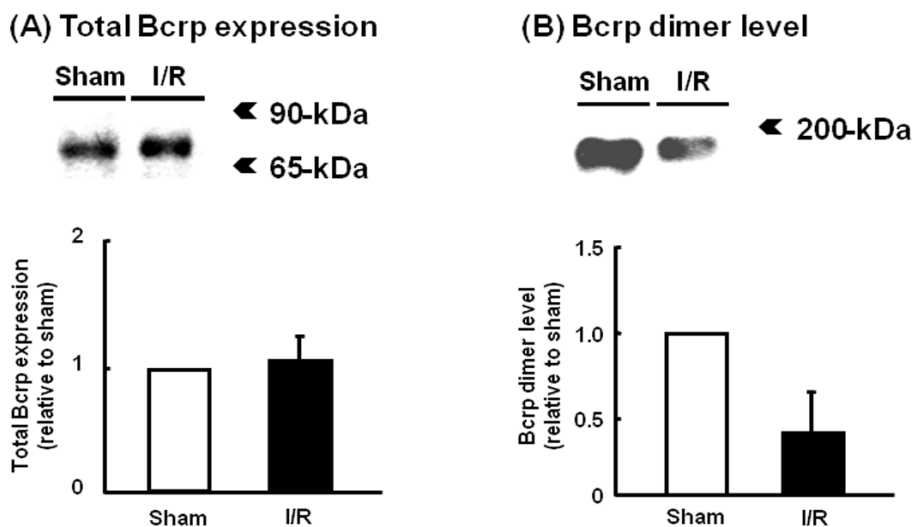 (A) Total Bcrp expression
Sham I/R
90-kDa
65-kDa
2
1
0
Total Bcrp expression
(relative to sham)
Sham I/R
(B) Bcrp dimer level
Sham I/R
200-kDa
1.5
1.0
0.5
0
Bcrp dimer level
(relative to sham)
Sham I/R